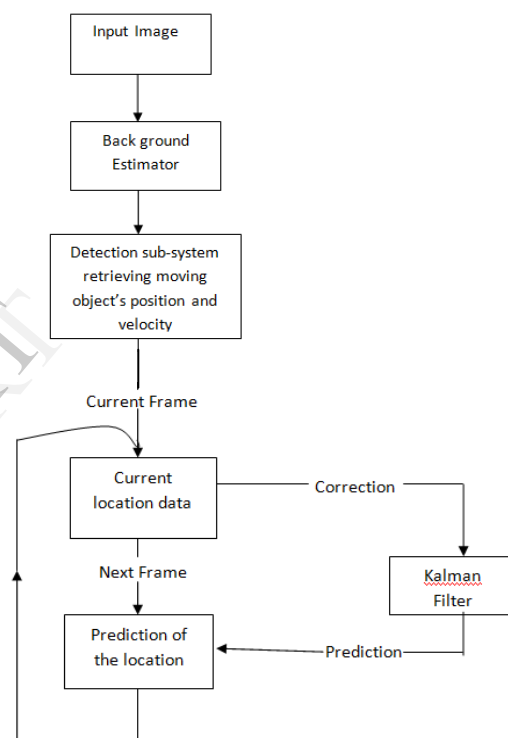 Input Image
Back ground
Estimator
Detection sub-system
retrieving moving
object's position and
velocity
Current Frame
Current
location data
Correction
Next Frame
Kalman
Filter
Prediction of
the location
Prediction